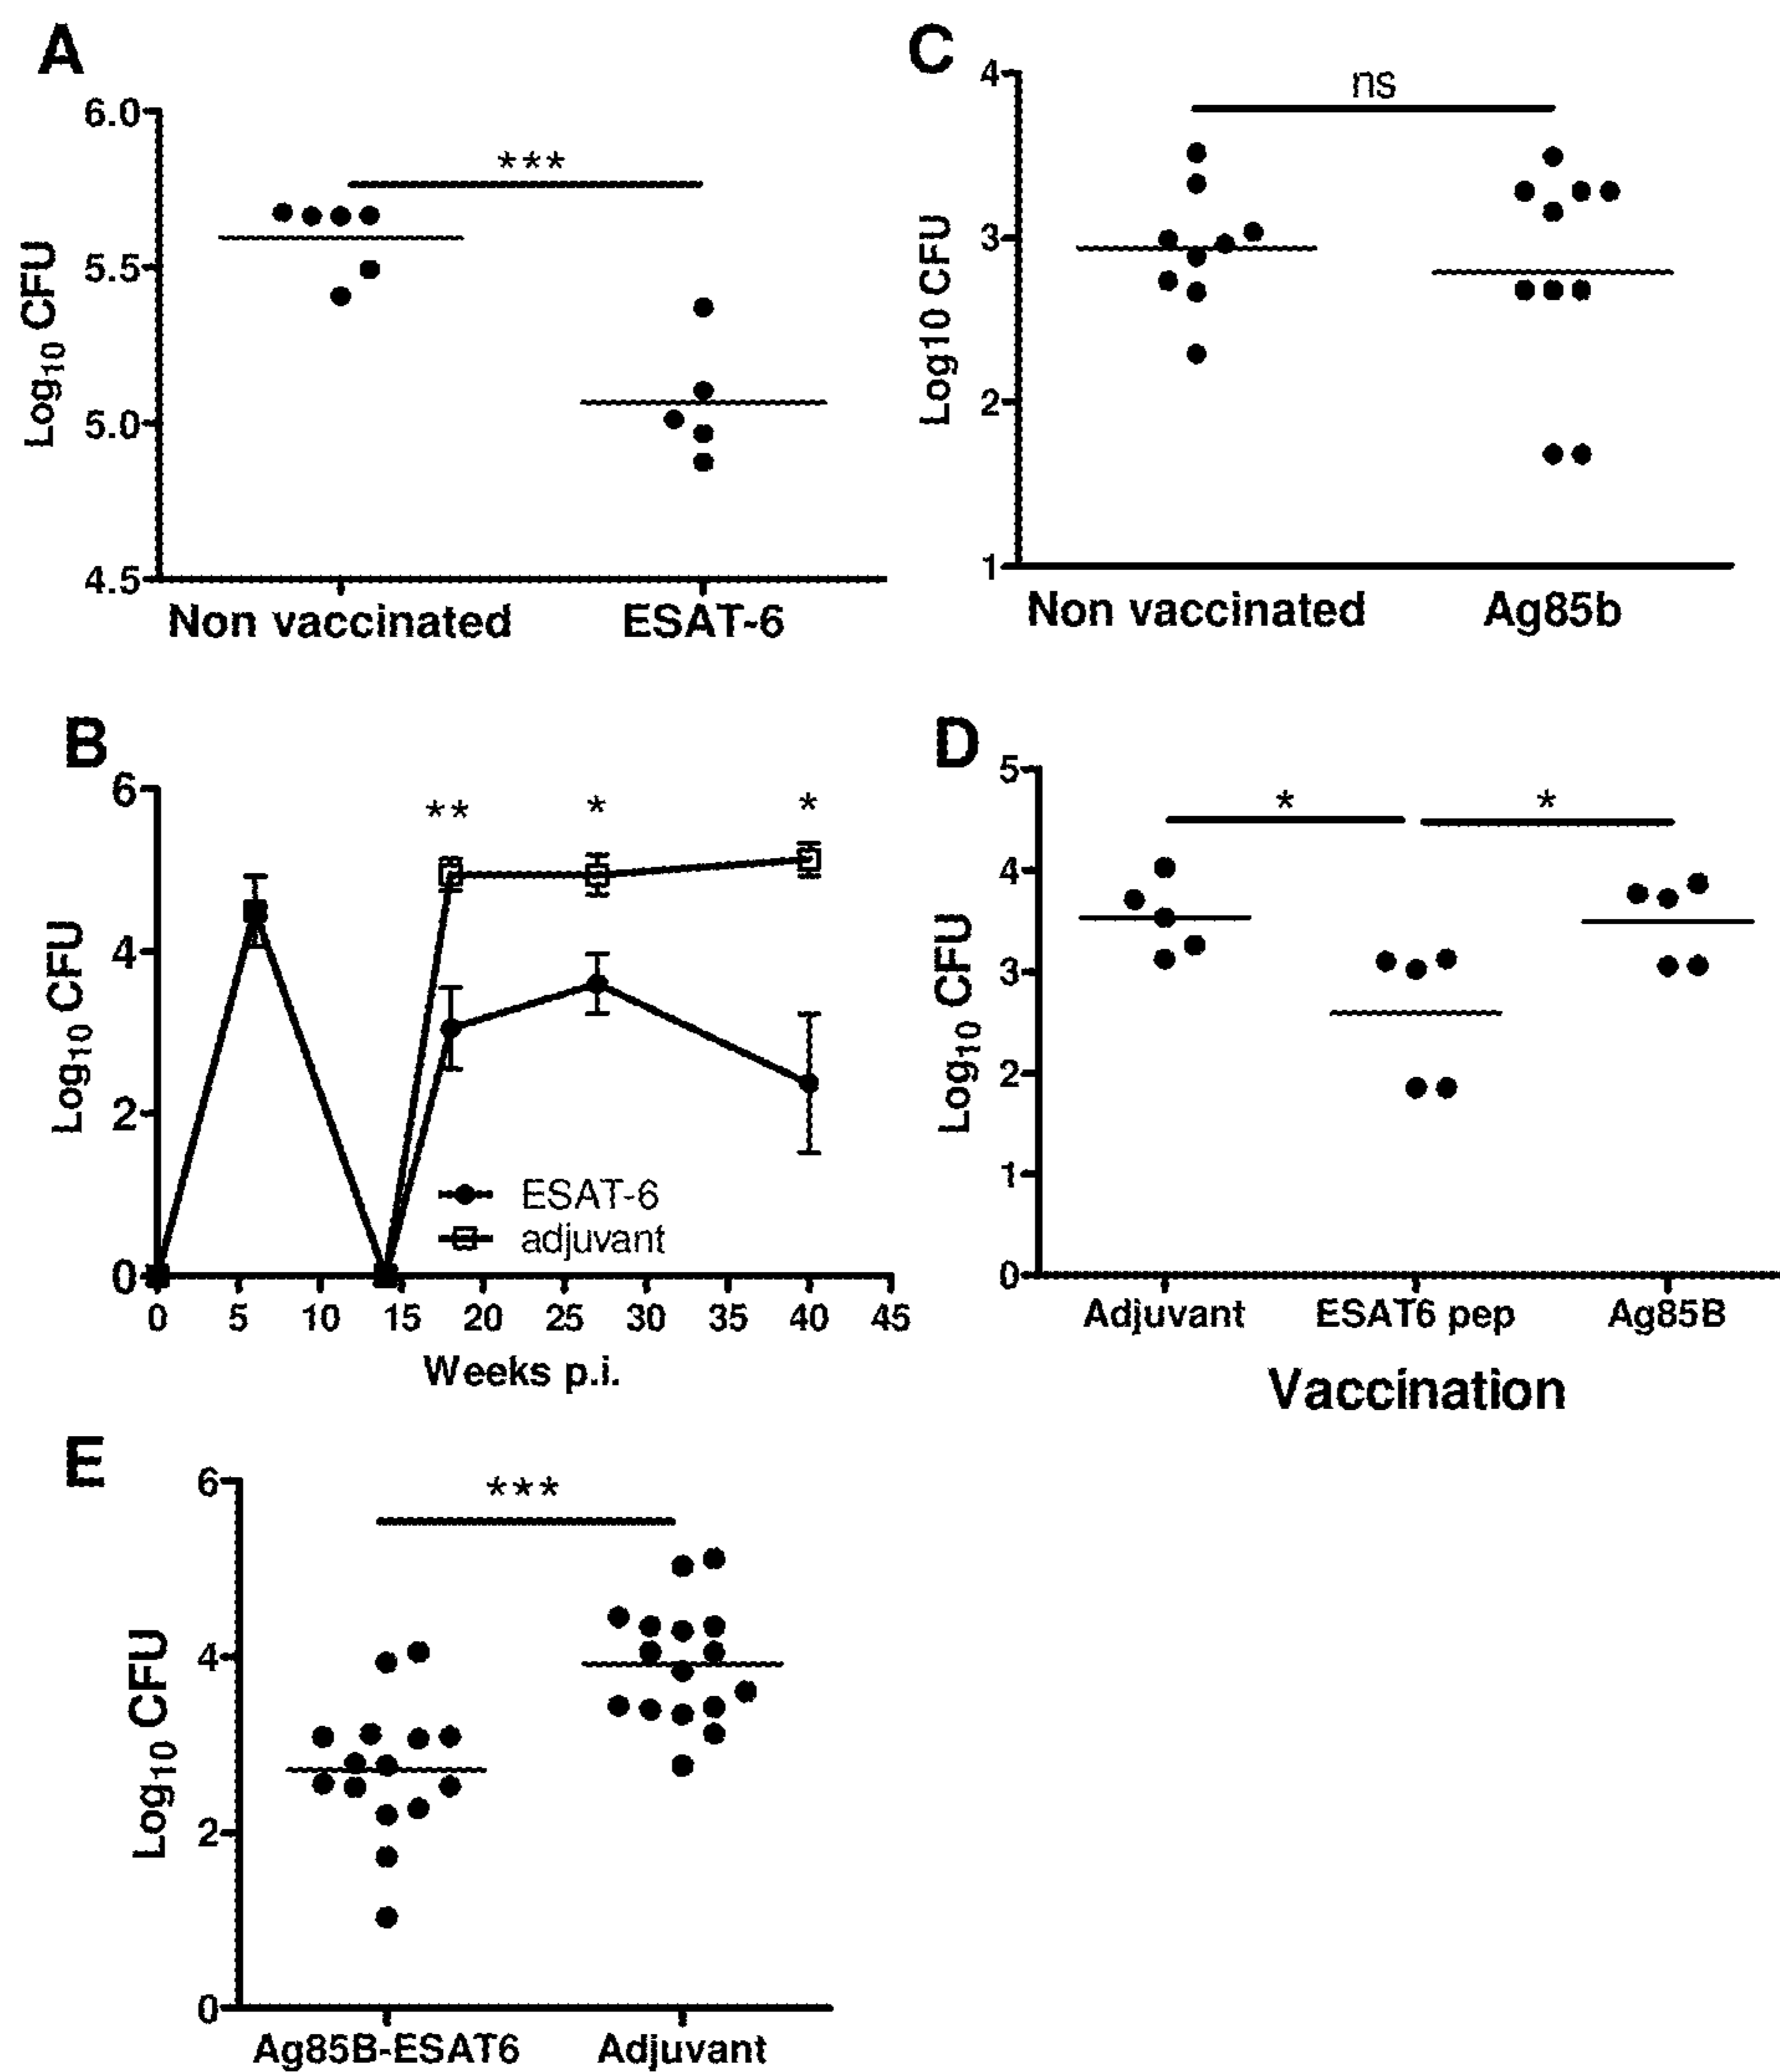 A
6.0
5.5
5.0
4.5
Log10 CFU
***
Non vaccinated
ESAT-6
C
4
3
2
1
Log10 CFU
ns
Non vaccinated
Ag85b
B
6
4
2
0
Log10 CFU
**
*
*
ESAT-6
adjuvant
0 5 10 15 20 25 30 35 40 45
Weeks p.i.
D
5
4
3
2
1
0
Log10 CFU
*
*
Adjuvant
ESAT6 pep
Ag85B
Vaccination
E
6
4
2
0
Log10 CFU
***
Ag85B-ESAT6
Adjuvant